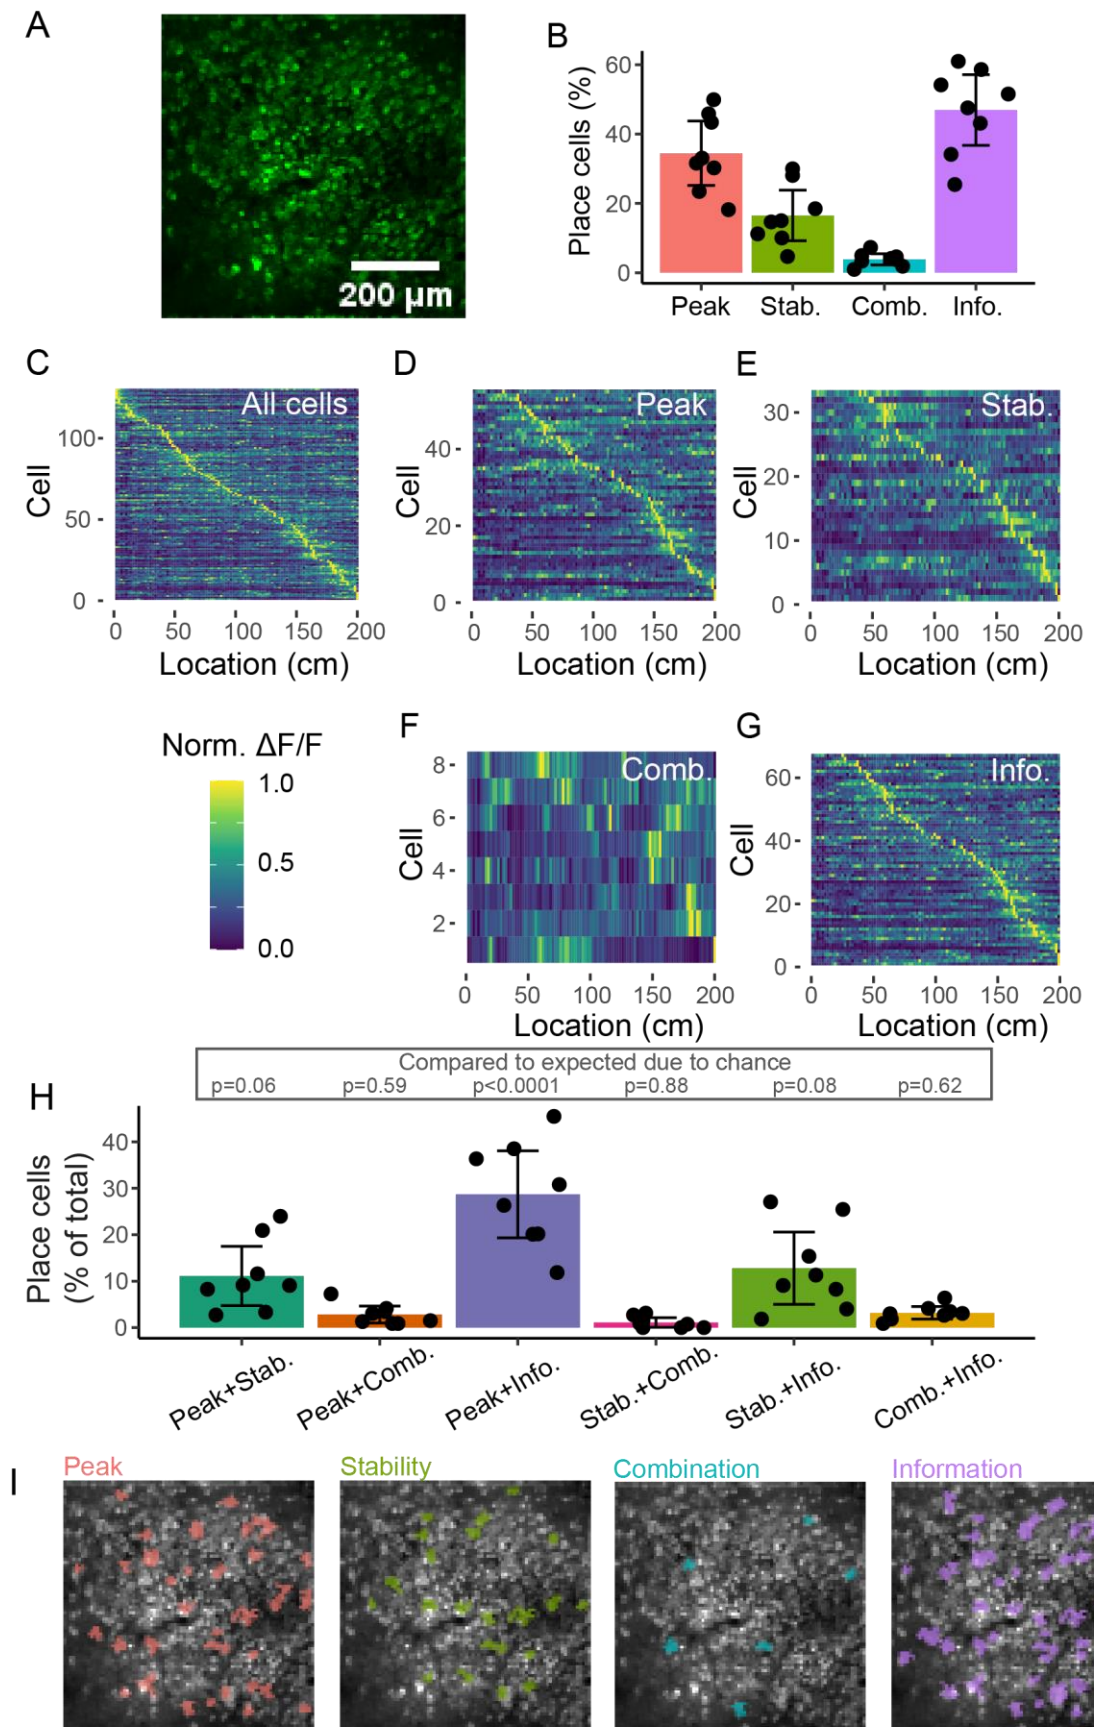 A
200 µm
B
Place cells (%)
60
40
20
0
Peak Stab. Comb. Info.
C
All cells
Cell
100
50
0
0 50 100 150 200
Location (cm)
D
Peak
Cell
40
20
0
0 50 100 150 200
Location (cm)
E
Stab.
Cell
30
20
10
0
0 50 100 150 200
Location (cm)
Norm. ΔF/F
1.0
0.5
0.0
F
Comb.
Cell
8
6
4
2
0 50 100 150 200
Location (cm)
G
Info.
Cell
60
40
20
0
0 50 100 150 200
Location (cm)
H
Compared to expected due to chance
p=0.06 p=0.59 p<0.0001 p=0.88 p=0.08 p=0.62
Place cells
(% of total)
40
30
20
10
0
Peak+Stab. Peak+Comb. Peak+Info. Stab.+Comb. Stab.+Info. Comb.+Info.
I
Peak Stability Combination Information